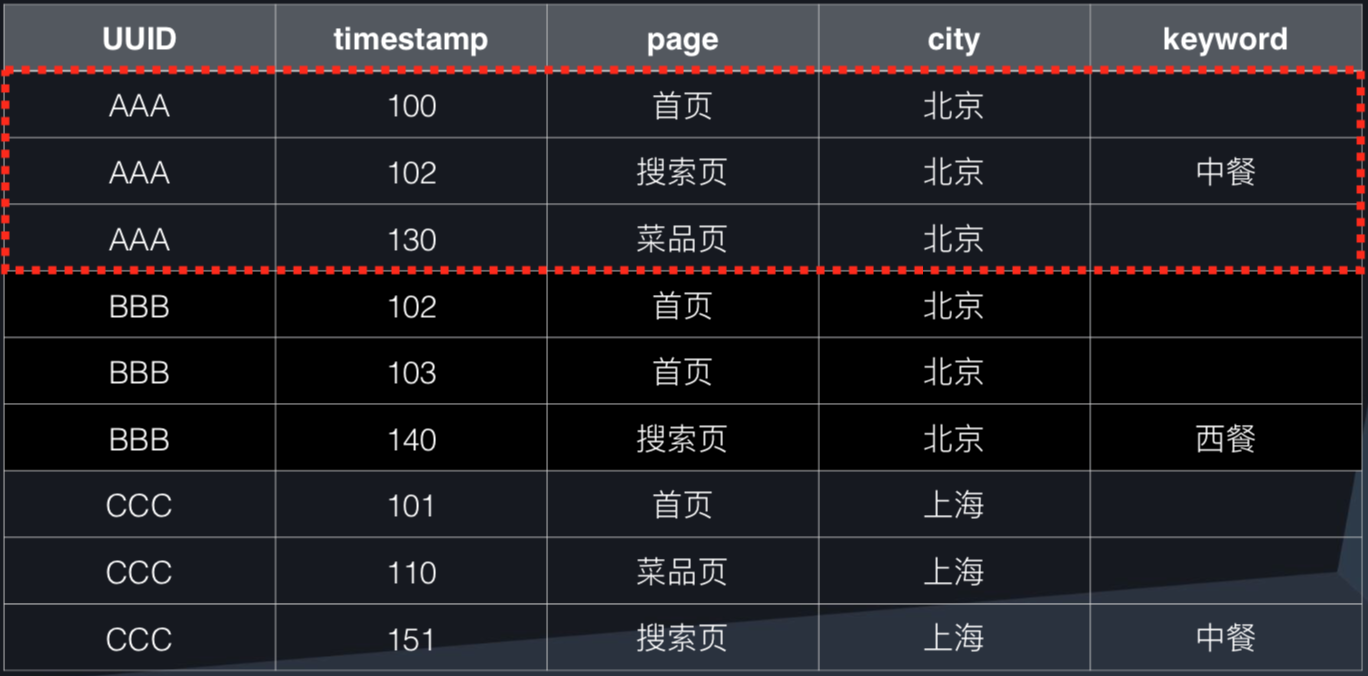 UUID timestamp page city keyword
AAA 100 首页 北京
AAA 102 搜索页 北京 中餐
AAA 130 菜品页 北京
BBB 102 首页 北京
BBB 103 首页 北京
BBB 140 搜索页 北京 西餐
CCC 101 首页 上海
CCC 110 菜品页 上海
CCC 151 搜索页 上海 中餐